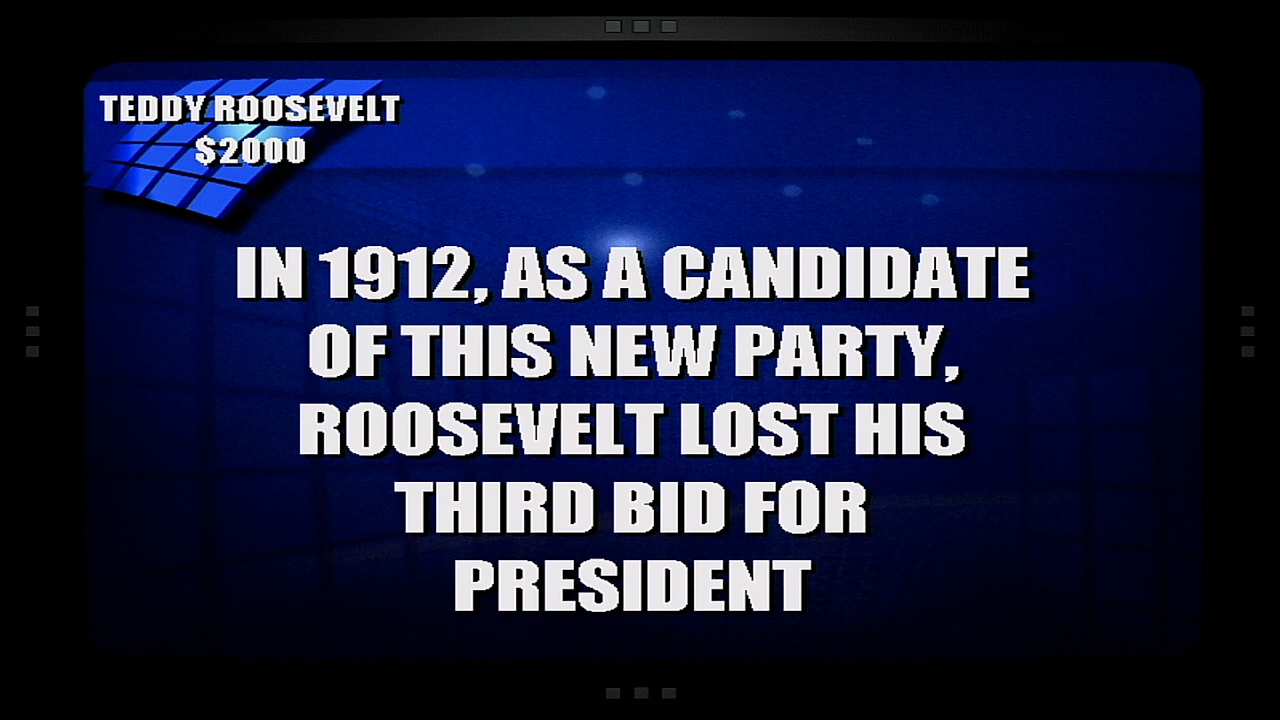 TEDDY ROOSEVELT
$2000
IN 1912, AS A CANDIDATE
OF THIS NEW PARTY,
ROOSEVELT LOST HIS
THIRD BID FOR
PRESIDENT